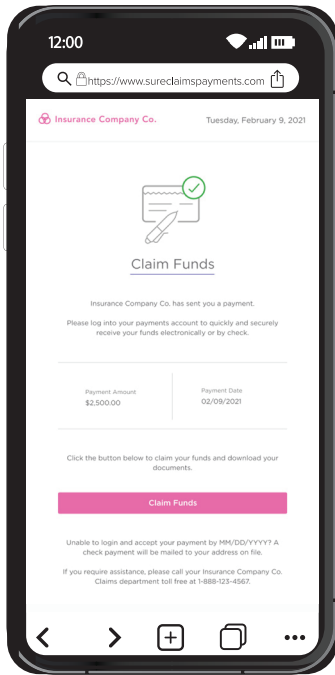 12:00
https://www.sureclaimspayments.com
Insurance Company Co.
Tuesday, February 9, 2021
Claim Funds
Insurance Company Co. has sent you a payment.
Please log into your payments account to quickly and securely
receive your funds electronically or by check.
Payment Amount
$2,500.00
Payment Date
02/09/2021
Click the button below to claim your funds and download your
documents.
Claim Funds
Unable to login and accept your payment by MM/DD/YYYY? A
check payment will be mailed to your address on file.
If you require assistance, please call your Insurance Company Co.
Claims department toll free at 1-888-123-4567.